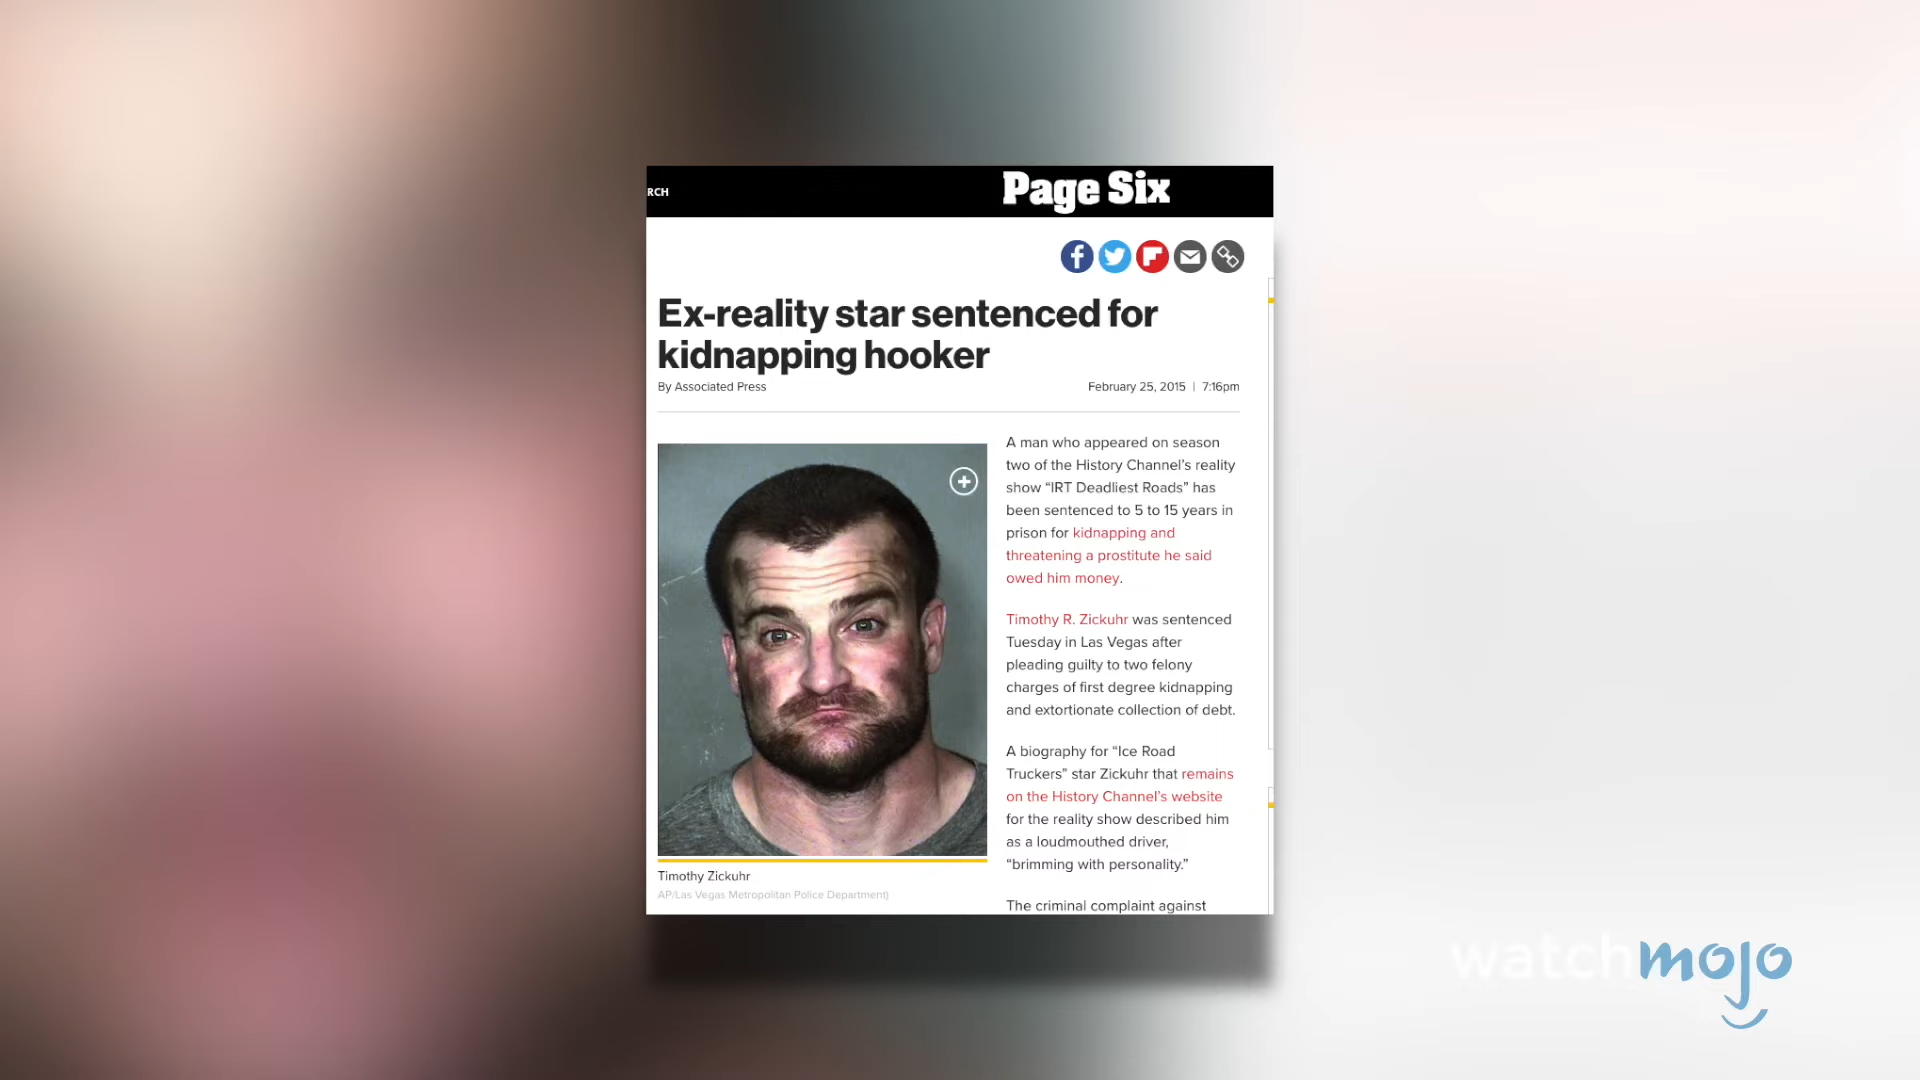 RCH
Page Six
Ex-reality star sentenced for
kidnapping hooker
By Associated Press
February 25, 2015 | 7:16pm
A man who appeared on season
two of the History Channel’s reality
show “IRT Deadliest Roads” has
been sentenced to 5 to 15 years in
prison for kidnapping and
threatening a prostitute he said
owed him money.
Timothy R. Zickuhr was sentenced
Tuesday in Las Vegas after
pleading guilty to two felony
charges of first degree kidnapping
and extortionate collection of debt.
A biography for “Ice Road
Truckers” star Zickuhr that remains
on the History Channel’s website
for the reality show described him
as a loudmouthed driver,
“brimming with personality.”
The criminal complaint against
Timothy Zickuhr
AP/Las Vegas Metropolitan Police Department)
watchmojo